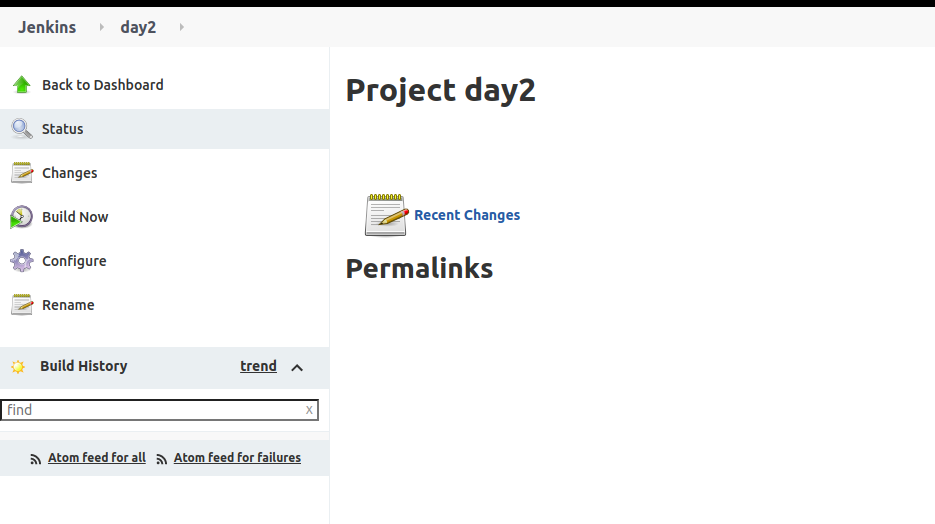 Jenkins day2
Back to Dashboard
Status
Changes
Build Now
Configure
Rename
Build History trend
find X
Atom feed for all Atom feed for failures
Project day2
Recent Changes
Permalinks